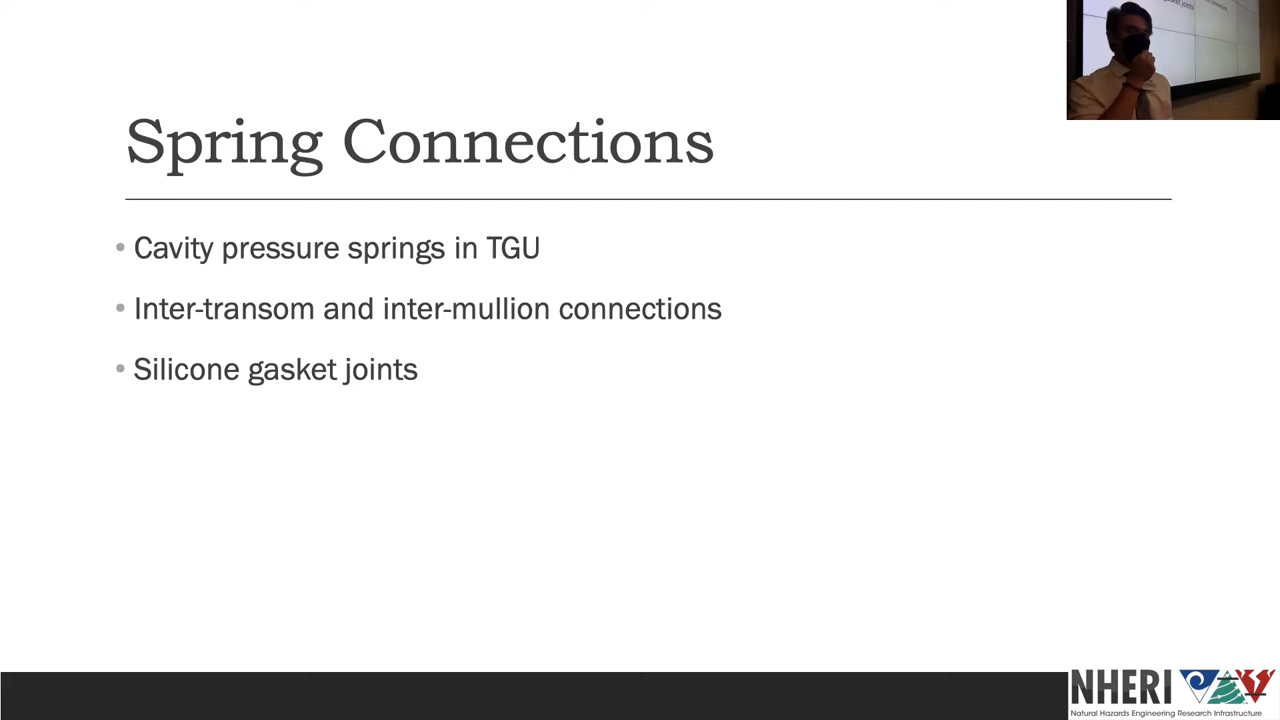 Spring Connections
• Cavity pressure springs in TGU
• Inter-transom and inter-mullion connections
• Silicone gasket joints
NHERI
Natural Hazards Engineering Research Infrastructure